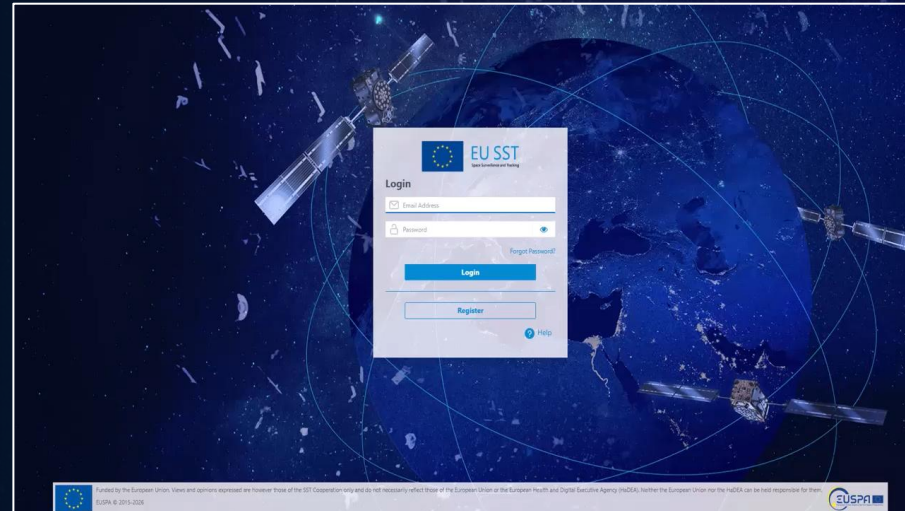 EU SST
Space Surveillance and Tracking
Login
Email Address
Password
Forgot Password?
Login
Register
Help
Funded by the European Union. Views and opinions expressed are however those of the SST Cooperation only and do not necessarily reflect those of the European Union or the European Health and Digital Executive Agency (HaDEA). Neither the European Union nor the HaDEA can be held responsible for them.
EUSPA © 2015-2026
EUSPA